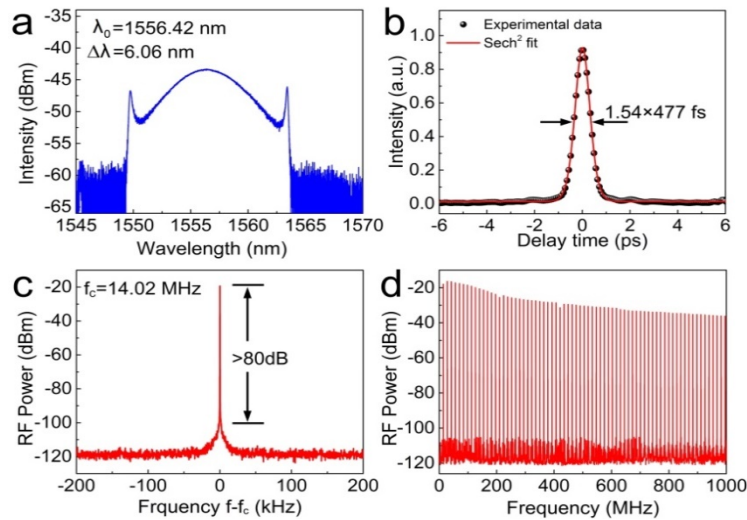 a
λ₀=1556.42 nm
Δλ=6.06 nm
-35
-40
-45
-50
-55
-60
-65
Intensity (dBm)
1545 1550 1555 1560 1565 1570
Wavelength (nm)
b
Experimental data
Sech² fit
1.54×477 fs
1.0
0.8
0.6
0.4
0.2
0.0
Intensity (a.u.)
-6 -4 -2 0 2 4 6
Delay time (ps)
c
f꜀=14.02 MHz
>80dB
-20
-40
-60
-80
-100
-120
RF Power (dBm)
-200 -100 0 100 200
Frquency f-f꜀ (kHz)
d
-20
-40
-60
-80
-100
-120
RF Power (dBm)
0 200 400 600 800 1000
Frequency (MHz)